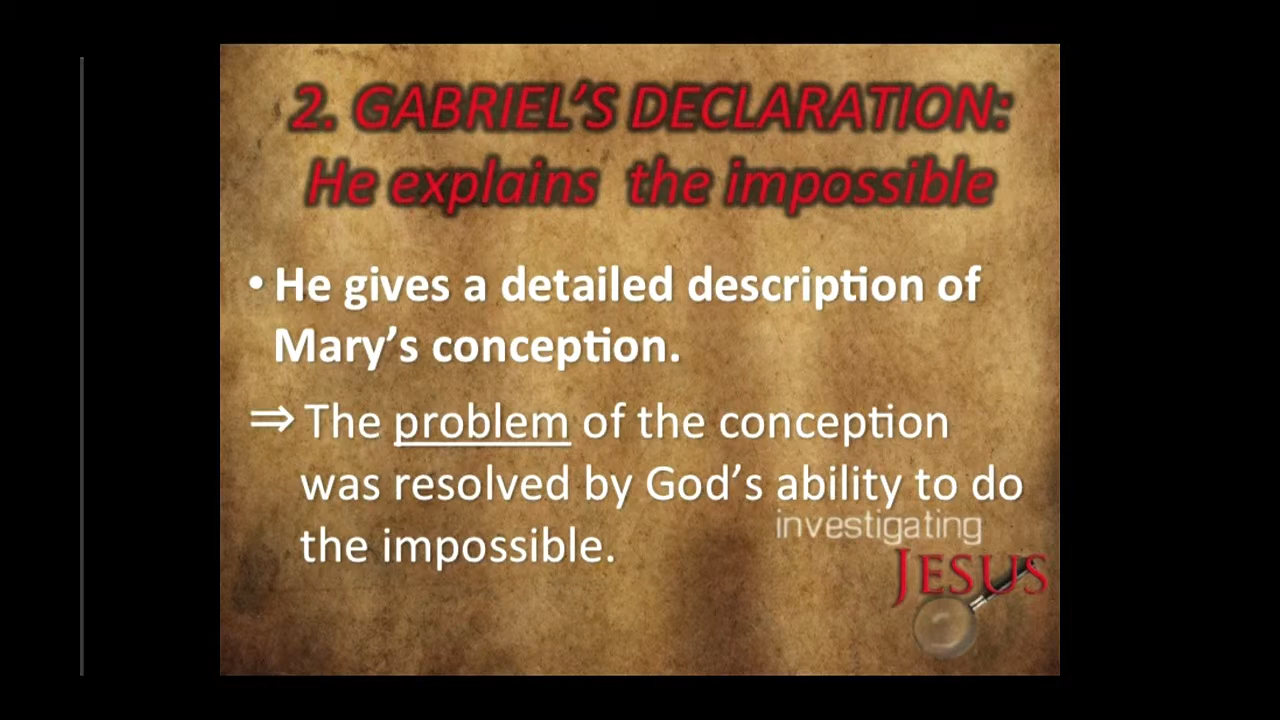 2. GABRIEL’S DECLARATION:
He explains  the impossible
• He gives a detailed description of
Mary’s conception.
⇒ The problem of the conception
was resolved by God’s ability to do
the impossible.
investigating
JESUS